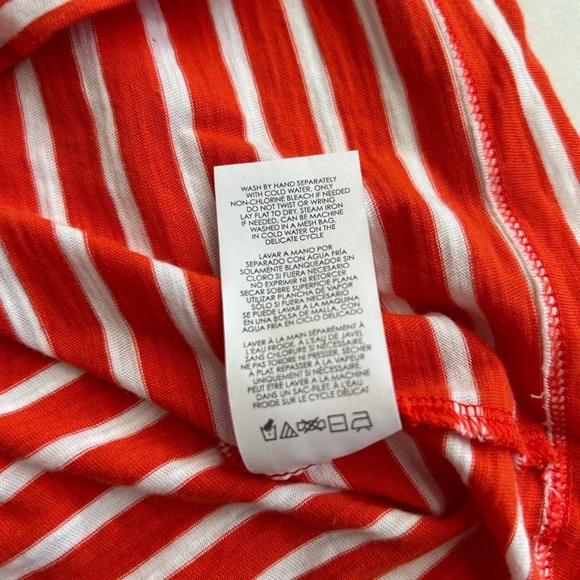 WASH BY HAND SEPARATELY
WITH COLD WATER. ONLY
NON-CHLORINE BLEACH IF NEEDED
DO NOT TWIST OR WRING
LAY FLAT TO DRY. STEAM IRON
IF NEEDED. CAN BE MACHINE
WASHED IN A MESH BAG.
IN COLD WATER ON THE
DELICATE CYCLE
LAVAR A MANO POR
SEPARADO CON AGUA FRÍA
SOLAMENTE BLANQUEADOR SIN
CLORO SI FUERA NECESARIO
NO EXPRIMIR NI RETORCER
SECAR SOBRE SUPERFICIE PLANA
UTILIZAR PLANCHA DE VAPOR
SÓLO SI FUERA NECESARIO
SE PUEDE LAVAR A LA MAQUINA
EN UNA BOLSA DE MALLA. CON
AGUA FRIA EN CICLO DELICADO
LAVER À LA MAIN SÉPARÉMENT À
L'EAU FROIDE. À L'EAU DE JAVEL
SANS CHLORURE SI NÉCESSAIRE.
NE PAS TORDRE NI PRESSER. SÉCHER
À PLAT. REPASSER À LA VAPEUR
UNIQUEMENT SI NÉCESSAIRE.
PEUT ÊTRE LAVER A LA MACHINE
DANS UN SAC-FILET. À L'EAU
FROIDE SUR LE CYCLE DÉLICAT